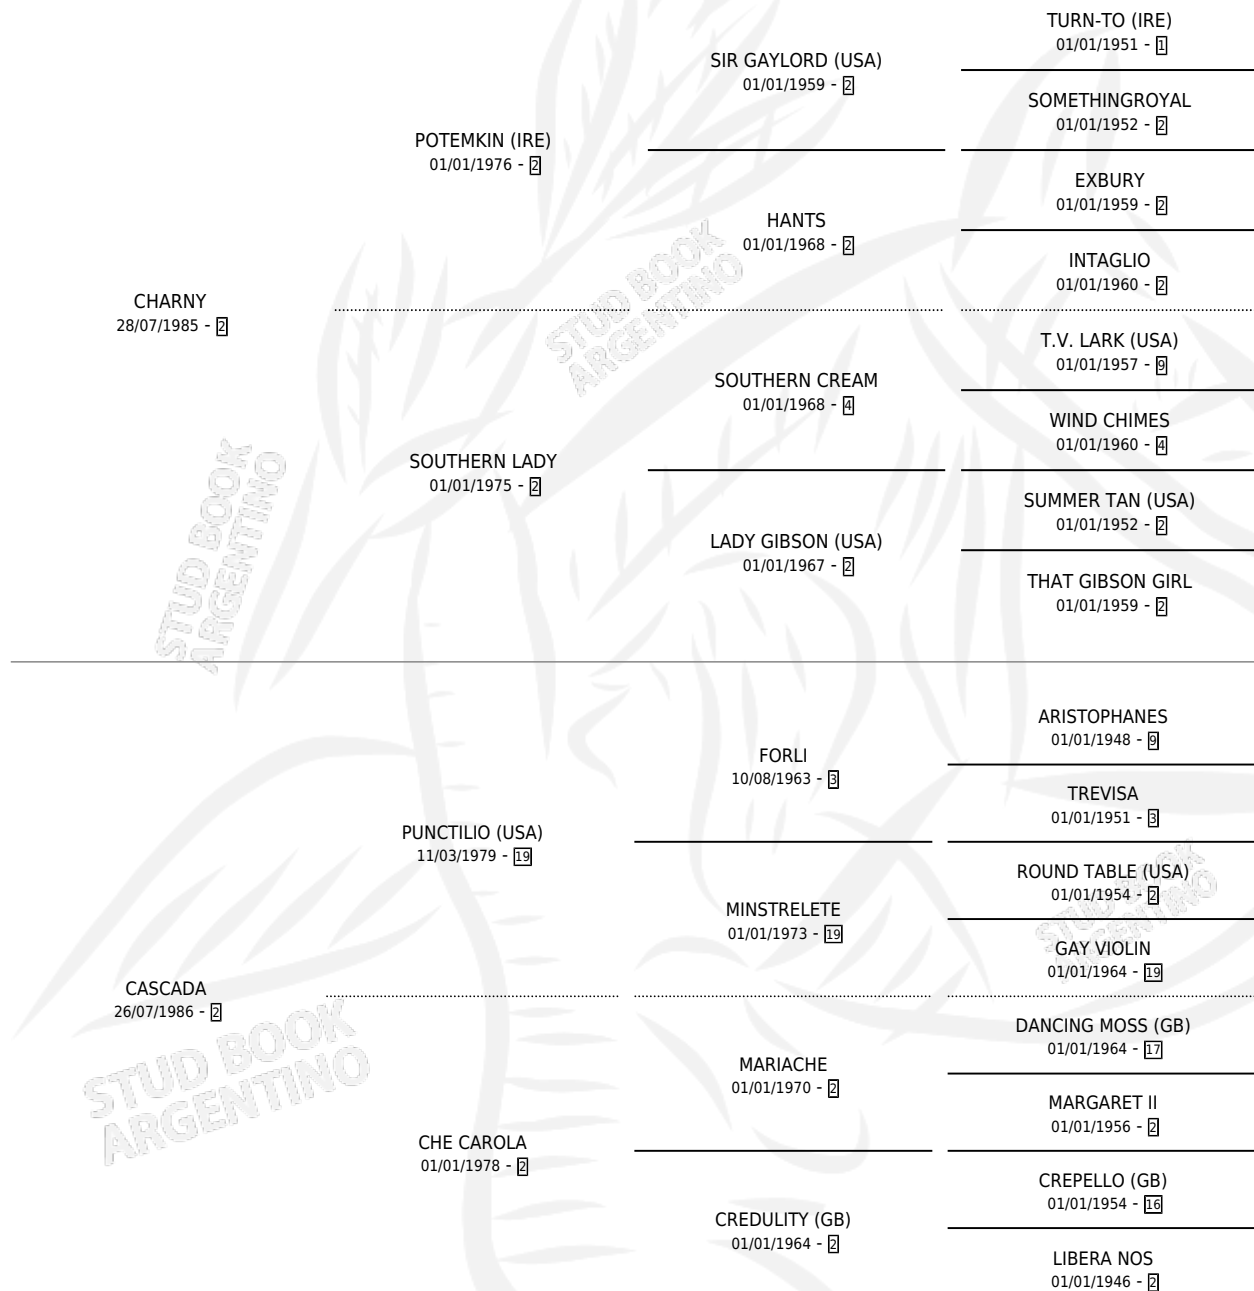 TURN-TO (IRE)
01/01/1951 - 1
SIR GAYLORD (USA)
01/01/1959 - 2
SOMETHINGROYAL
01/01/1952 - 2
POTEMKIN (IRE)
01/01/1976 - 2
EXBURY
01/01/1959 - 2
HANTS
01/01/1968 - 2
INTAGLIO
01/01/1960 - 2
CHARNY
28/07/1985 - 2
T.V. LARK (USA)
01/01/1957 - 9
SOUTHERN CREAM
01/01/1968 - 4
WIND CHIMES
01/01/1960 - 4
SOUTHERN LADY
01/01/1975 - 2
SUMMER TAN (USA)
01/01/1952 - 2
LADY GIBSON (USA)
01/01/1967 - 2
THAT GIBSON GIRL
01/01/1959 - 2
ARISTOPHANES
01/01/1948 - 9
FORLI
10/08/1963 - 3
TREVISA
01/01/1951 - 3
PUNCTILIO (USA)
11/03/1979 - 19
ROUND TABLE (USA)
01/01/1954 - 2
MINSTRELETE
01/01/1973 - 19
GAY VIOLIN
01/01/1964 - 19
CASCADA
26/07/1986 - 2
DANCING MOSS (GB)
01/01/1964 - 17
MARIACHE
01/01/1970 - 2
MARGARET II
01/01/1956 - 2
CHE CAROLA
01/01/1978 - 2
CREPELLO (GB)
01/01/1954 - 16
CREDULITY (GB)
01/01/1964 - 2
LIBERA NOS
01/01/1946 - 2
STUD BOOK
ARGENTINO
STUD BOOK
ARGENTINO
STUD BOOK
ARGENTINO
STUD BOOK
ARGENTINO